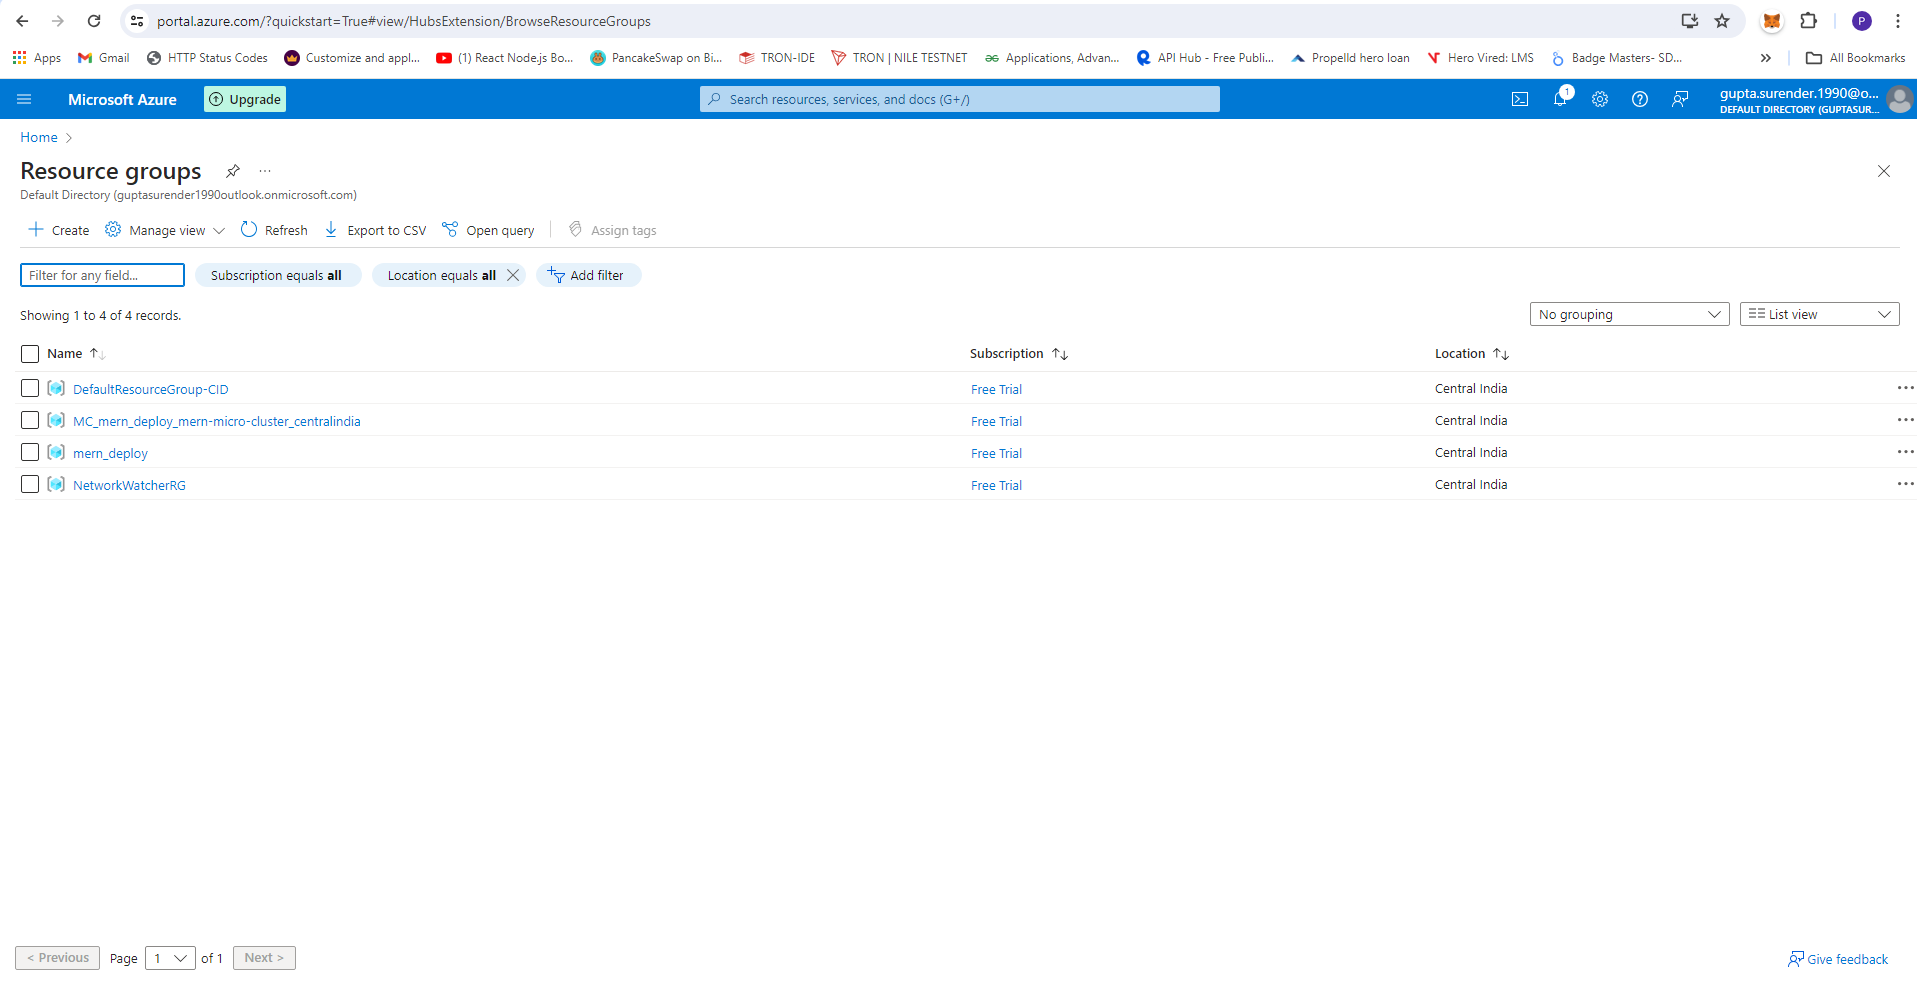 portal.azure.com/?quickstart=True#view/HubsExtension/BrowseResourceGroups
P
Apps Gmail HTTP Status Codes Customize and appl... (1) React Node.js Bo... PancakeSwap on Bi... TRON-IDE TRON | NILE TESTNET Applications, Advan... API Hub - Free Publi... Propelld hero loan Hero Vired: LMS Badge Masters- SD... » All Bookmarks
Microsoft Azure Upgrade Search resources, services, and docs (G+/) 1 gupta.surender.1990@o...
DEFAULT DIRECTORY (GUPTASUR...
Home >
Resource groups ...
Default Directory (guptasurender1990outlook.onmicrosoft.com)
+ Create Manage view Refresh Export to CSV Open query Assign tags
Filter for any field... Subscription equals all Location equals all Add filter
Showing 1 to 4 of 4 records. No grouping List view
Name Subscription Location
DefaultResourceGroup-CID Free Trial Central India ...
MC_mern_deploy_mern-micro-cluster_centralindia Free Trial Central India ...
mern_deploy Free Trial Central India ...
NetworkWatcherRG Free Trial Central India ...
< Previous Page 1 of 1 Next > Give feedback